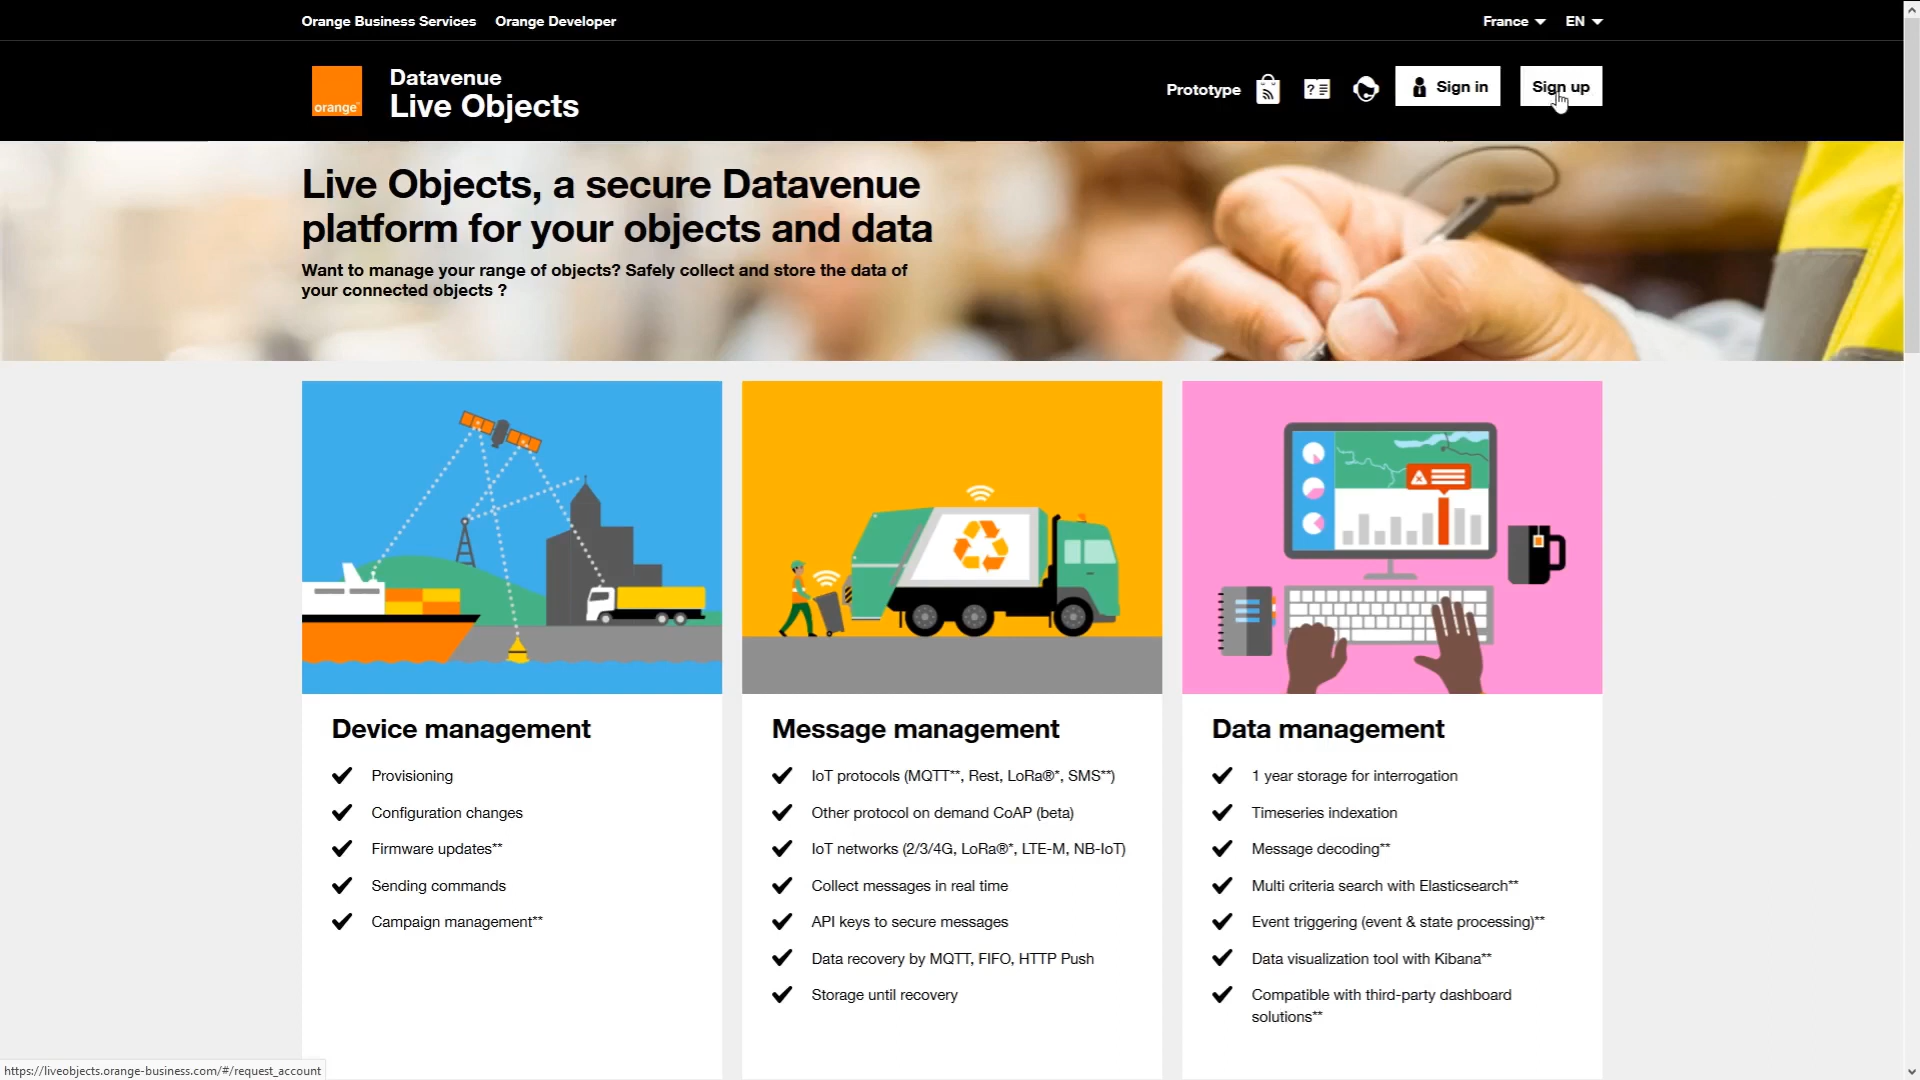 Orange Business Services Orange Developer France EN
orange™
Datavenue
Live Objects
Prototype Sign in Sign up
Live Objects, a secure Datavenue
platform for your objects and data
Want to manage your range of objects? Safely collect and store the data of
your connected objects ?
Device management
Provisioning
Configuration changes
Firmware updates**
Sending commands
Campaign management**
Message management
IoT protocols (MQTT**, Rest, LoRa®*, SMS**)
Other protocol on demand CoAP (beta)
IoT networks (2/3/4G, LoRa®*, LTE-M, NB-IoT)
Collect messages in real time
API keys to secure messages
Data recovery by MQTT, FIFO, HTTP Push
Storage until recovery
Data management
1 year storage for interrogation
Timeseries indexation
Message decoding**
Multi criteria search with Elasticsearch**
Event triggering (event & state processing)**
Data visualization tool with Kibana**
Compatible with third-party dashboard
solutions**
https://liveobjects.orange-business.com/#/request_account